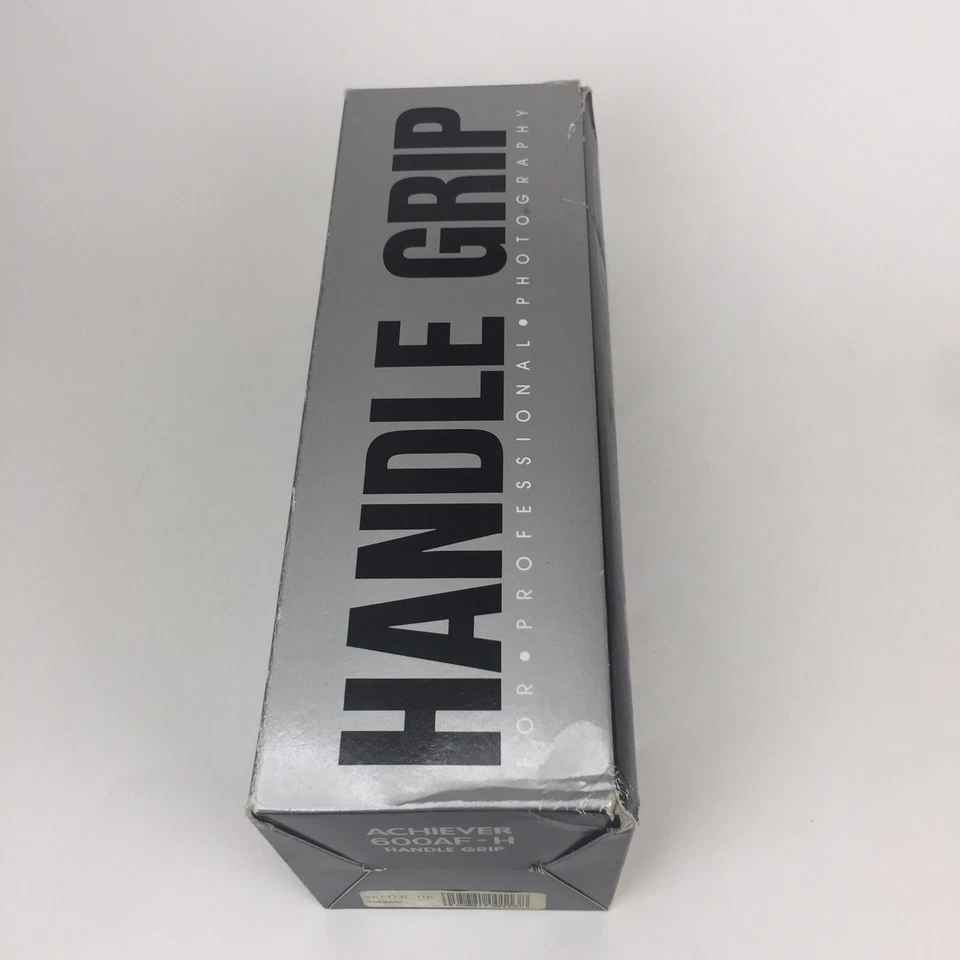 HANDLE GRIP
FOR • PROFESSIONAL • PHOTOGRAPHY
ACHIEVER
600AF-H
HANDLE GRIP